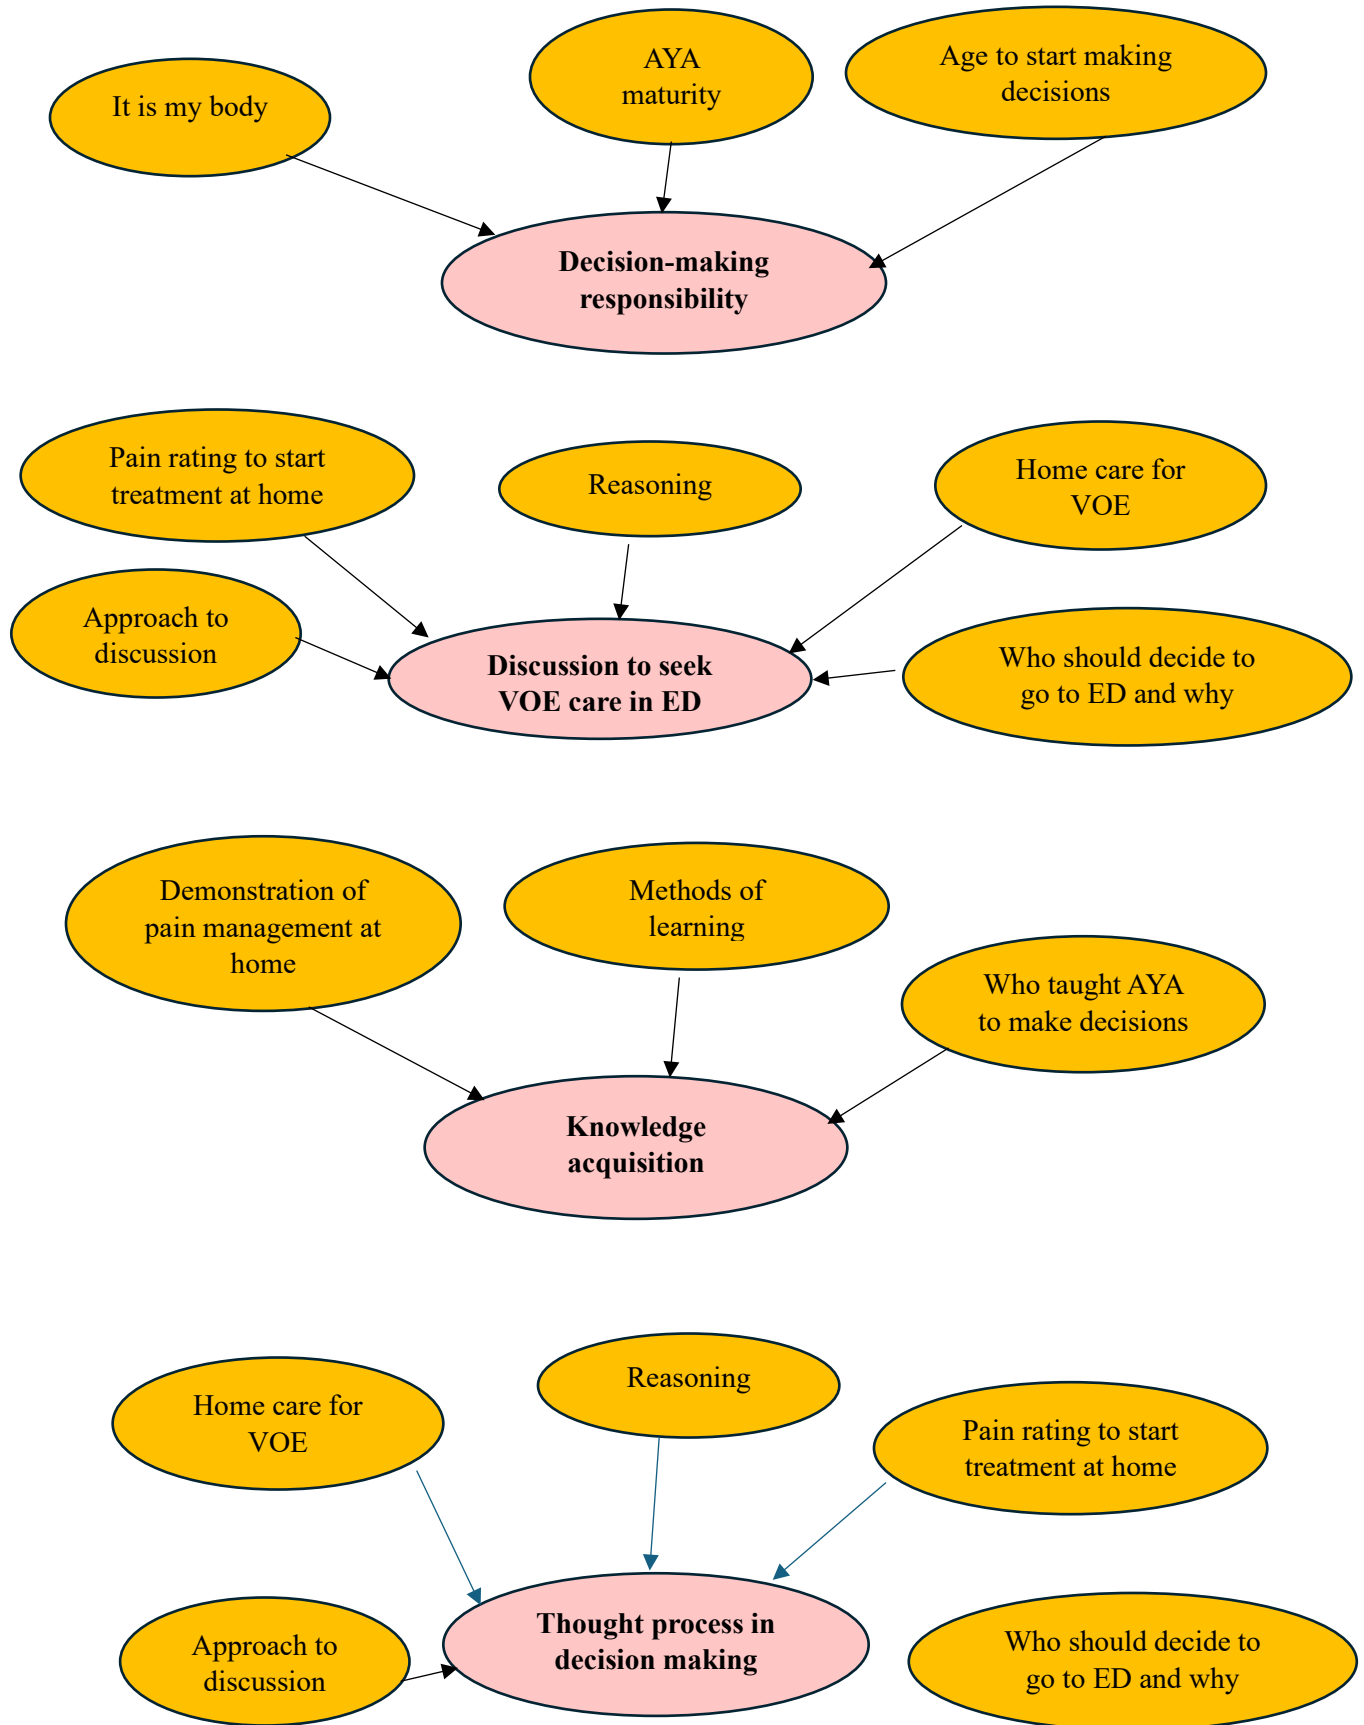 It is my body
AYA
maturity
Age to start making
decisions
Decision-making
responsibility
Pain rating to start
treatment at home
Reasoning
Home care for
VOE
Approach to
discussion
Discussion to seek
VOE care in ED
Who should decide to
go to ED and why
Demonstration of
pain management at
home
Methods of
learning
Who taught AYA
to make decisions
Knowledge
acquisition
Home care for
VOE
Reasoning
Pain rating to start
treatment at home
Approach to
discussion
Thought process in
decision making
Who should decide to
go to ED and why